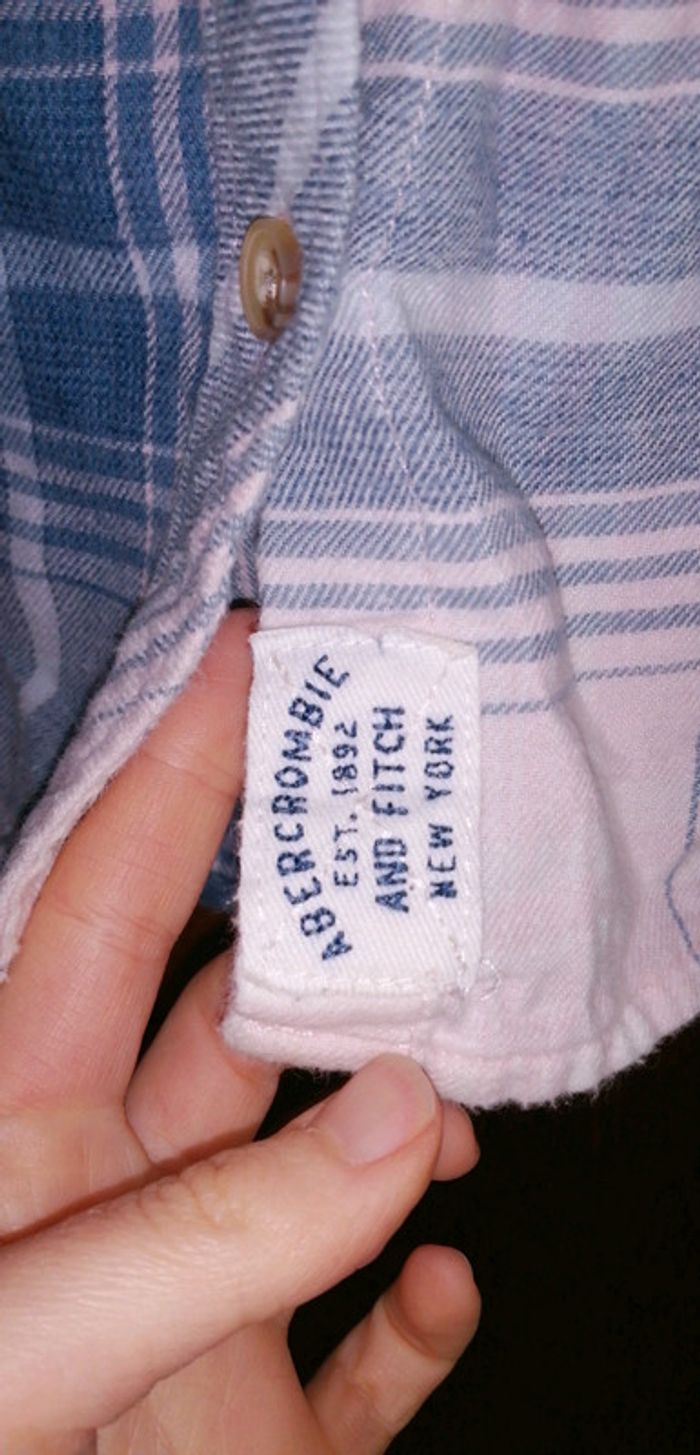 ABERCROMBIE
EST. 1892
AND FITCH
NEW YORK